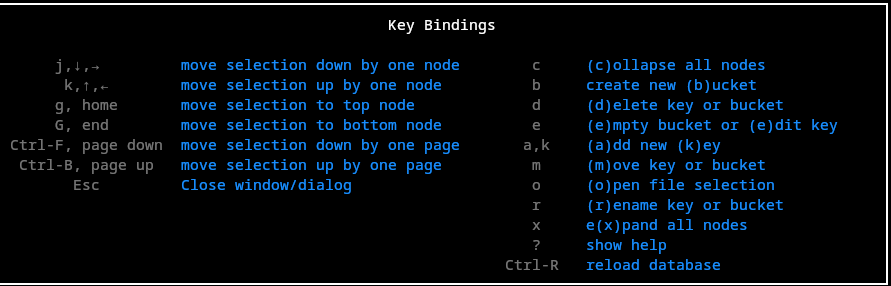 Key Bindings
j,↓,→ move selection down by one node c (c)ollapse all nodes
k,↑,← move selection up by one node b create new (b)ucket
g, home move selection to top node d (d)elete key or bucket
G, end move selection to bottom node e (e)mpty bucket or (e)dit key
Ctrl-F, page down move selection down by one page a,k (a)dd new (k)ey
Ctrl-B, page up move selection up by one page m (m)ove key or bucket
Esc Close window/dialog o (o)pen file selection
r (r)ename key or bucket
x e(x)pand all nodes
? show help
Ctrl-R reload database